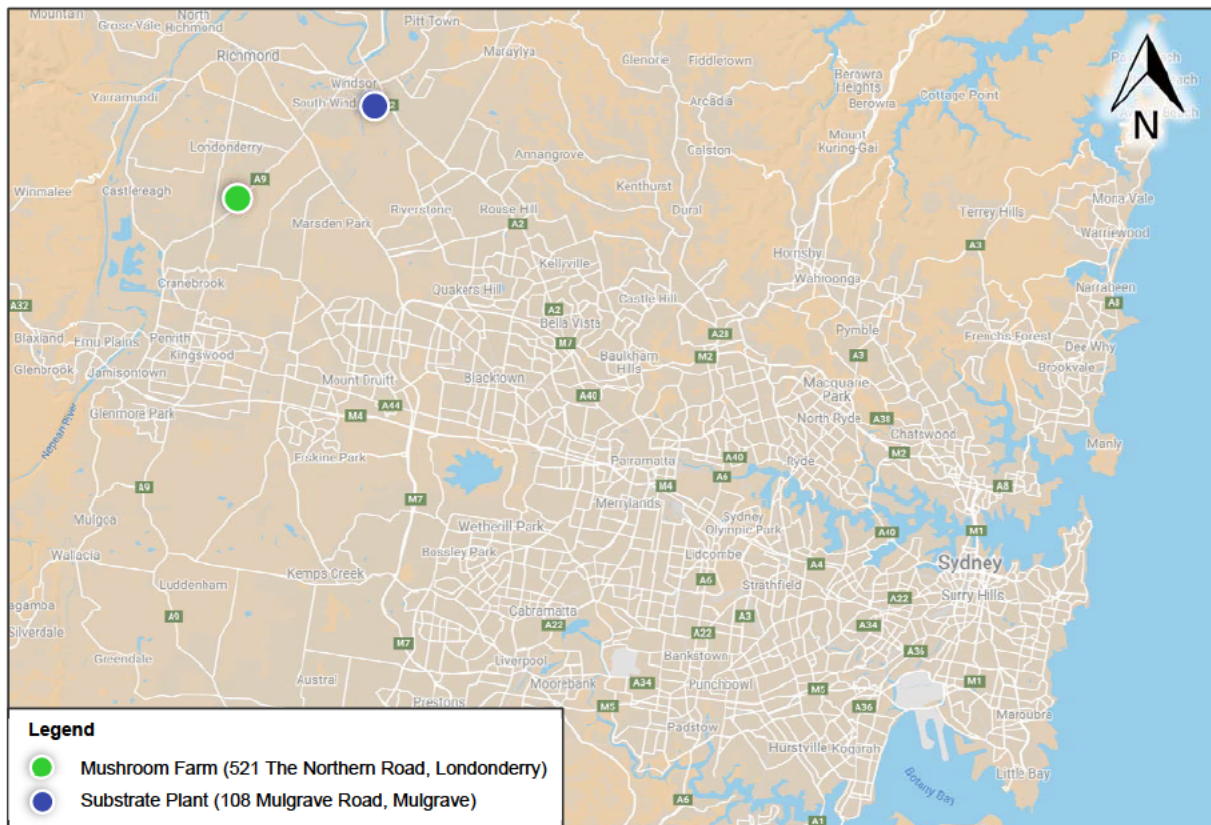 Mountain
North
Richmond
Pitt Town
Grose Vale
Richmond
Maraylya
Glenorie
Fiddletown
Berowra
Heights
Berowra
Cottage Point
Yarramundi
Windsor
South
Arcadia
Mount
Kuring-Gai
N
Londonderry
Annangrove
Galston
Winmalee
Castlereagh
A9
Kenthurst
Dural
Terrey Hills
Mona Vale
Marsden Park
Riverstone
Rouse Hill
A2
Warriewood
A3
Hornsby
Wahroonga
Kellyville
Cranebrook
Quakers Hill
Castle Hill
Narrabeen
A32
A2
A8
Blaxland
Emu Plains
Penrith
Bella Vista
A28
Pymble
Frenchs Forest
Glenbrook
Kingswood
M7
M2
A3
Dee Why
Jamisontown
Mount Druitt
Blacktown
Baulkham
Hills
Brookvale
Macquarie
Park
Glenmore Park
A44
A40
M4
North Ryde
A38
Chatswood
Manly
Nepean River
Erskine Park
Parramatta
A40
Ryde
M2
A9
M7
Merrylands
M4
A6
A8
Mulgoa
Wetherill Park
Sydney
Olympic Park
A40
M1
Wallacia
Bossley Park
Lidcombe
Sydney
Luddenham
Kemps Creek
A6
Strathfield
A4
A22
Surry Hills
Silverdale
A9
Cabramatta
A22
A3
A34
M7
A22
A36
Greendale
Liverpool
Bankstown
Austral
Moorebank
A34
Punchbowl
M5
M1
Prestons
M5
A36
Maroubra
Padstow
Hurstville
Kogarah
Little Bay
Botany Bay
A6
A1
Legend
Mushroom Farm (521 The Northern Road, Londonderry)
Substrate Plant (108 Mulgrave Road, Mulgrave)